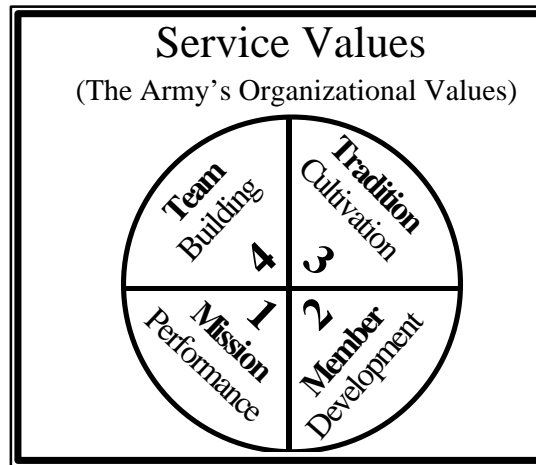 Service Values
(The Army’s Organizational Values)
Team
Building
4
Tradition
Cultivation
3
Mission
Performance
1
Member
Development
2